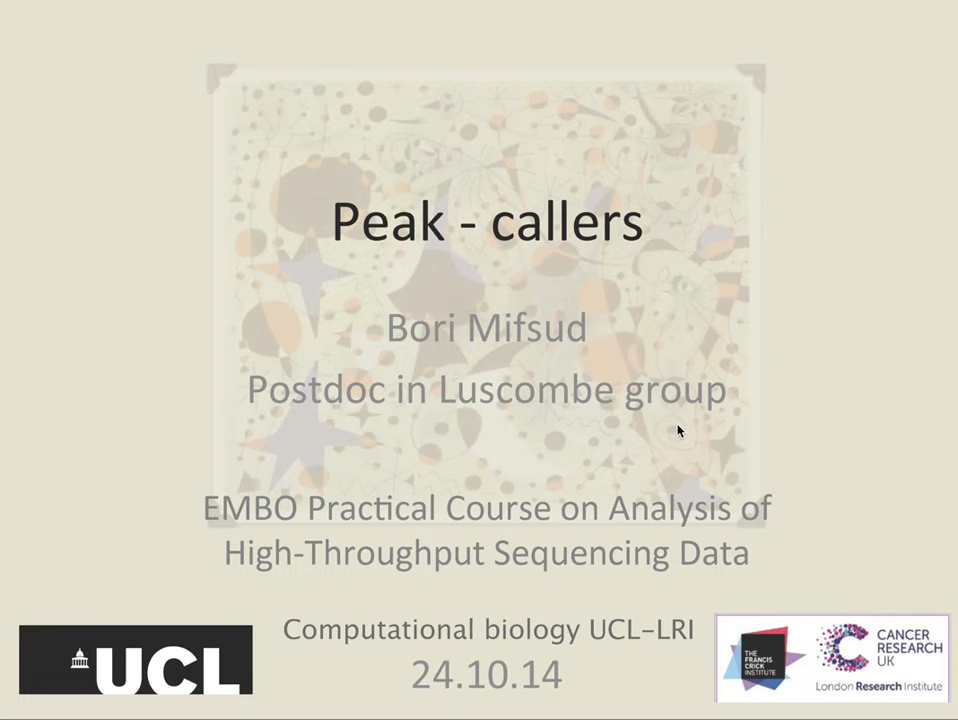 Peak - callers
Bori Mifsud
Postdoc in Luscombe group
EMBO Practical Course on Analysis of
High-Throughput Sequencing Data
Computational biology UCL-LRI
24.10.14
UCL
THE
FRANCIS
CRICK
INSTITUTE
CANCER
RESEARCH
UK
London Research Institute